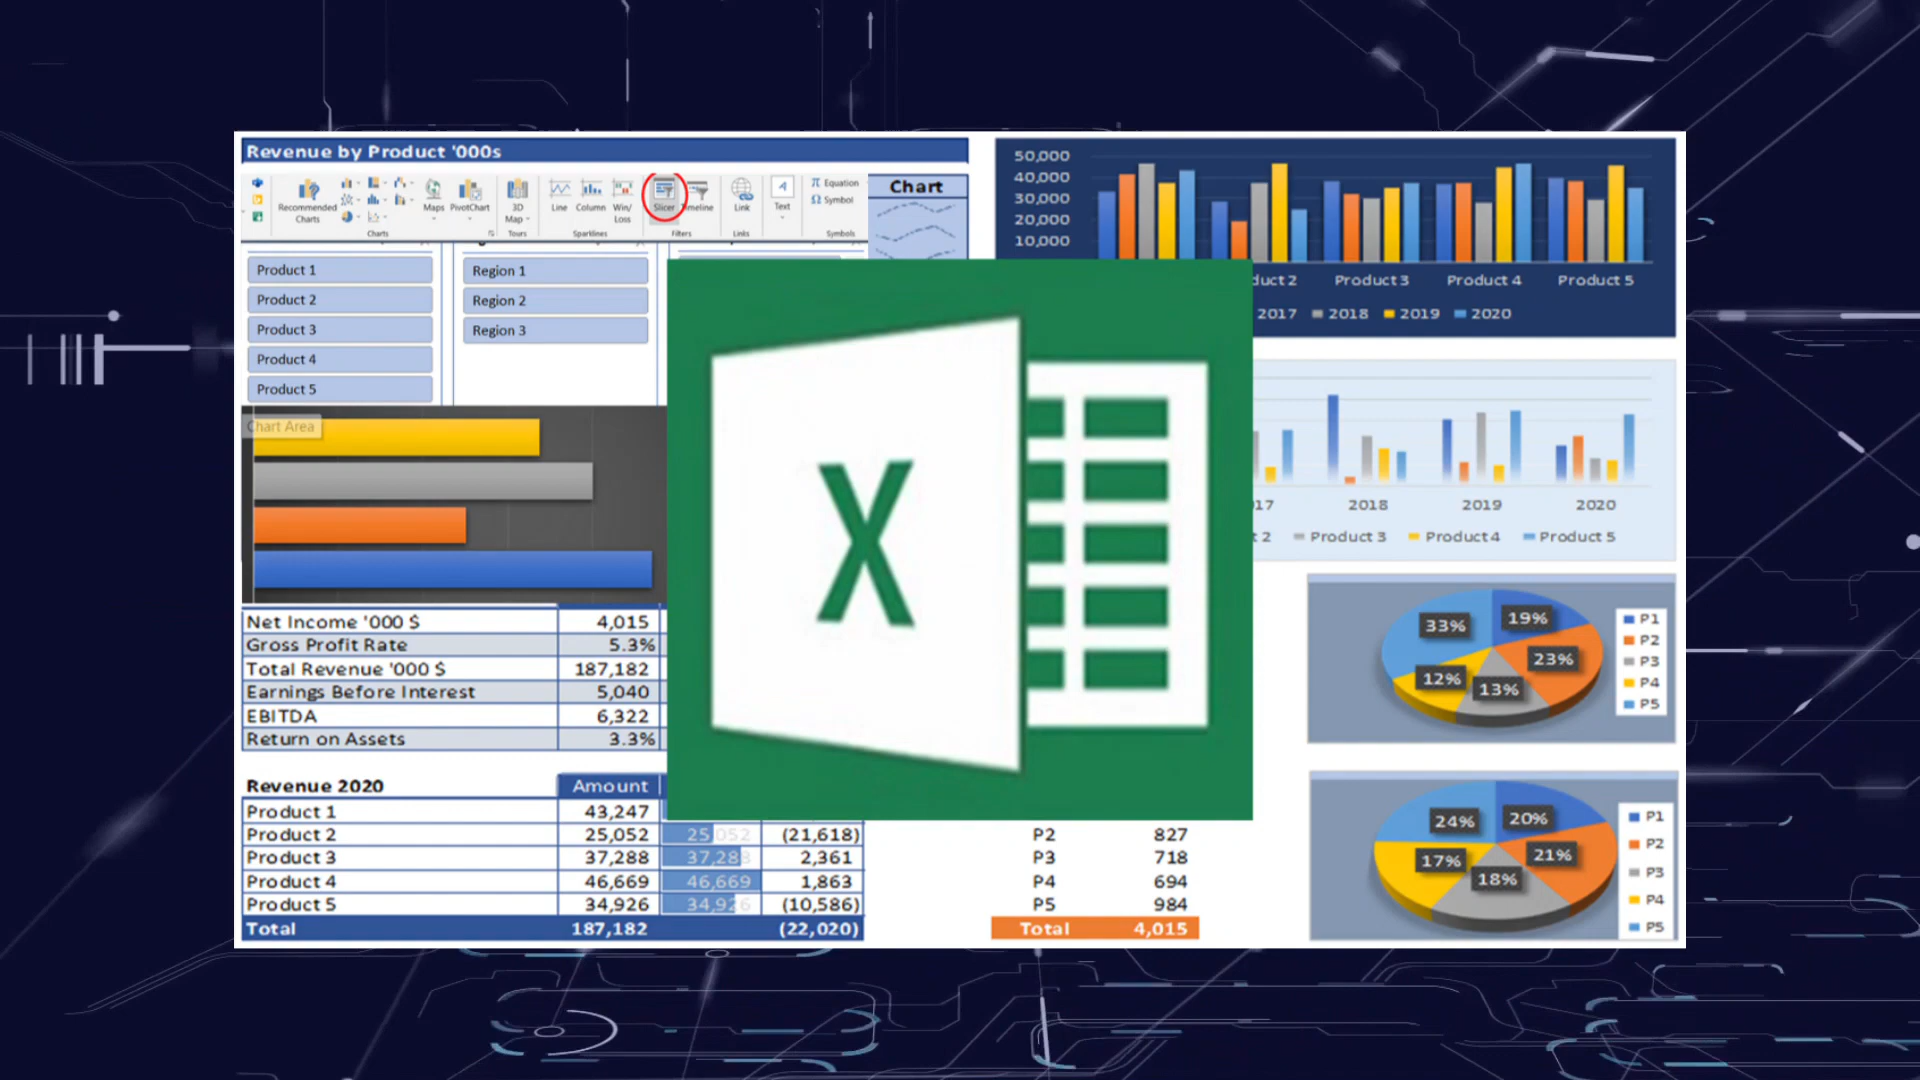 Revenue by Product '000s
Recommended
Charts
Maps
PivotChart
3D
Map
Line
Column
Win/
Loss
Slicer
Timeline
Link
Text
Equation
Symbol
Charts
Tours
Sparklines
Filters
Links
Symbols
Chart
Product 1
Product 2
Product 3
Product 4
Product 5
Region 1
Region 2
Region 3
Chart Area
50,000
40,000
30,000
20,000
10,000
Product 3
Product 4
Product 5
2017
2018
2019
2020
2018
2019
2020
Product 3
Product 4
Product 5
X
Net Income '000 $ 4,015
Gross Profit Rate 5.3%
Total Revenue '000 $ 187,182
Earnings Before Interest 5,040
EBITDA 6,322
Return on Assets 3.3%
Revenue 2020 Amount
Product 1 43,247
Product 2 25,052 25,052 (21,618)
Product 3 37,288 37,288 2,361
Product 4 46,669 46,669 1,863
Product 5 34,926 34,926 (10,586)
Total 187,182 (22,020)
P2 827
P3 718
P4 694
P5 984
Total 4,015
33%
19%
23%
12%
13%
P1
P2
P3
P4
P5
24%
20%
21%
17%
18%
P1
P2
P3
P4
P5